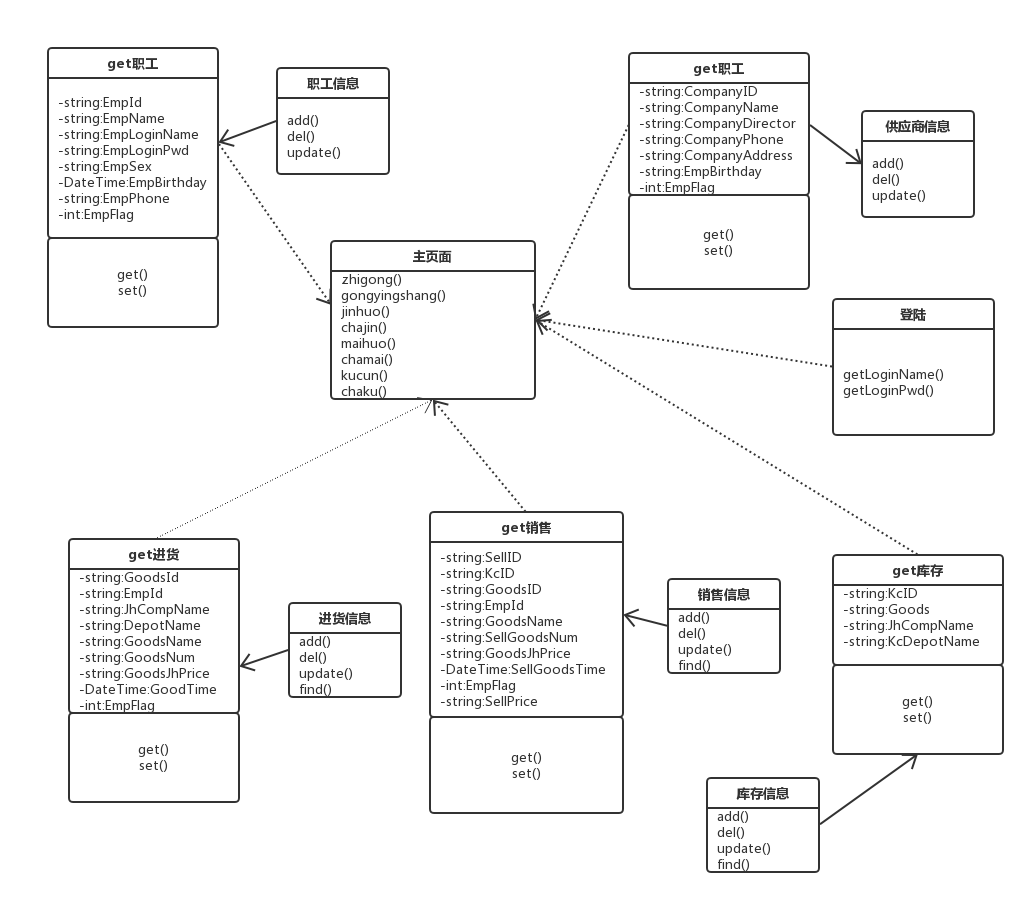 get职工
-string:EmpId
-string:EmpName
-string:EmpLoginName
-string:EmpLoginPwd
-string:EmpSex
-DateTime:EmpBirthday
-string:EmpPhone
-int:EmpFlag
get()
set()
职工信息
add()
del()
update()
get职工
-string:CompanyID
-string:CompanyName
-string:CompanyDirector
-string:CompanyPhone
-string:CompanyAddress
-string:EmpBirthday
-int:EmpFlag
get()
set()
供应商信息
add()
del()
update()
主页面
zhigong()
gongyingshang()
jinhuo()
chajin()
maihuo()
chamai()
kucun()
chaku()
登陆
getLoginName()
getLoginPwd()
get进货
-string:GoodsId
-string:EmpId
-string:JhCompName
-string:DepotName
-string:GoodsName
-string:GoodsNum
-string:GoodsJhPrice
-DateTime:GoodTime
-int:EmpFlag
get()
set()
进货信息
add()
del()
update()
find()
get销售
-string:SellID
-string:KcID
-string:GoodsID
-string:EmpId
-string:GoodsName
-string:SellGoodsNum
-string:GoodsJhPrice
-DateTime:SellGoodsTime
-int:EmpFlag
-string:SellPrice
get()
set()
销售信息
add()
del()
update()
find()
get库存
-string:KcID
-string:Goods
-string:JhCompName
-string:KcDepotName
get()
set()
库存信息
add()
del()
update()
find()